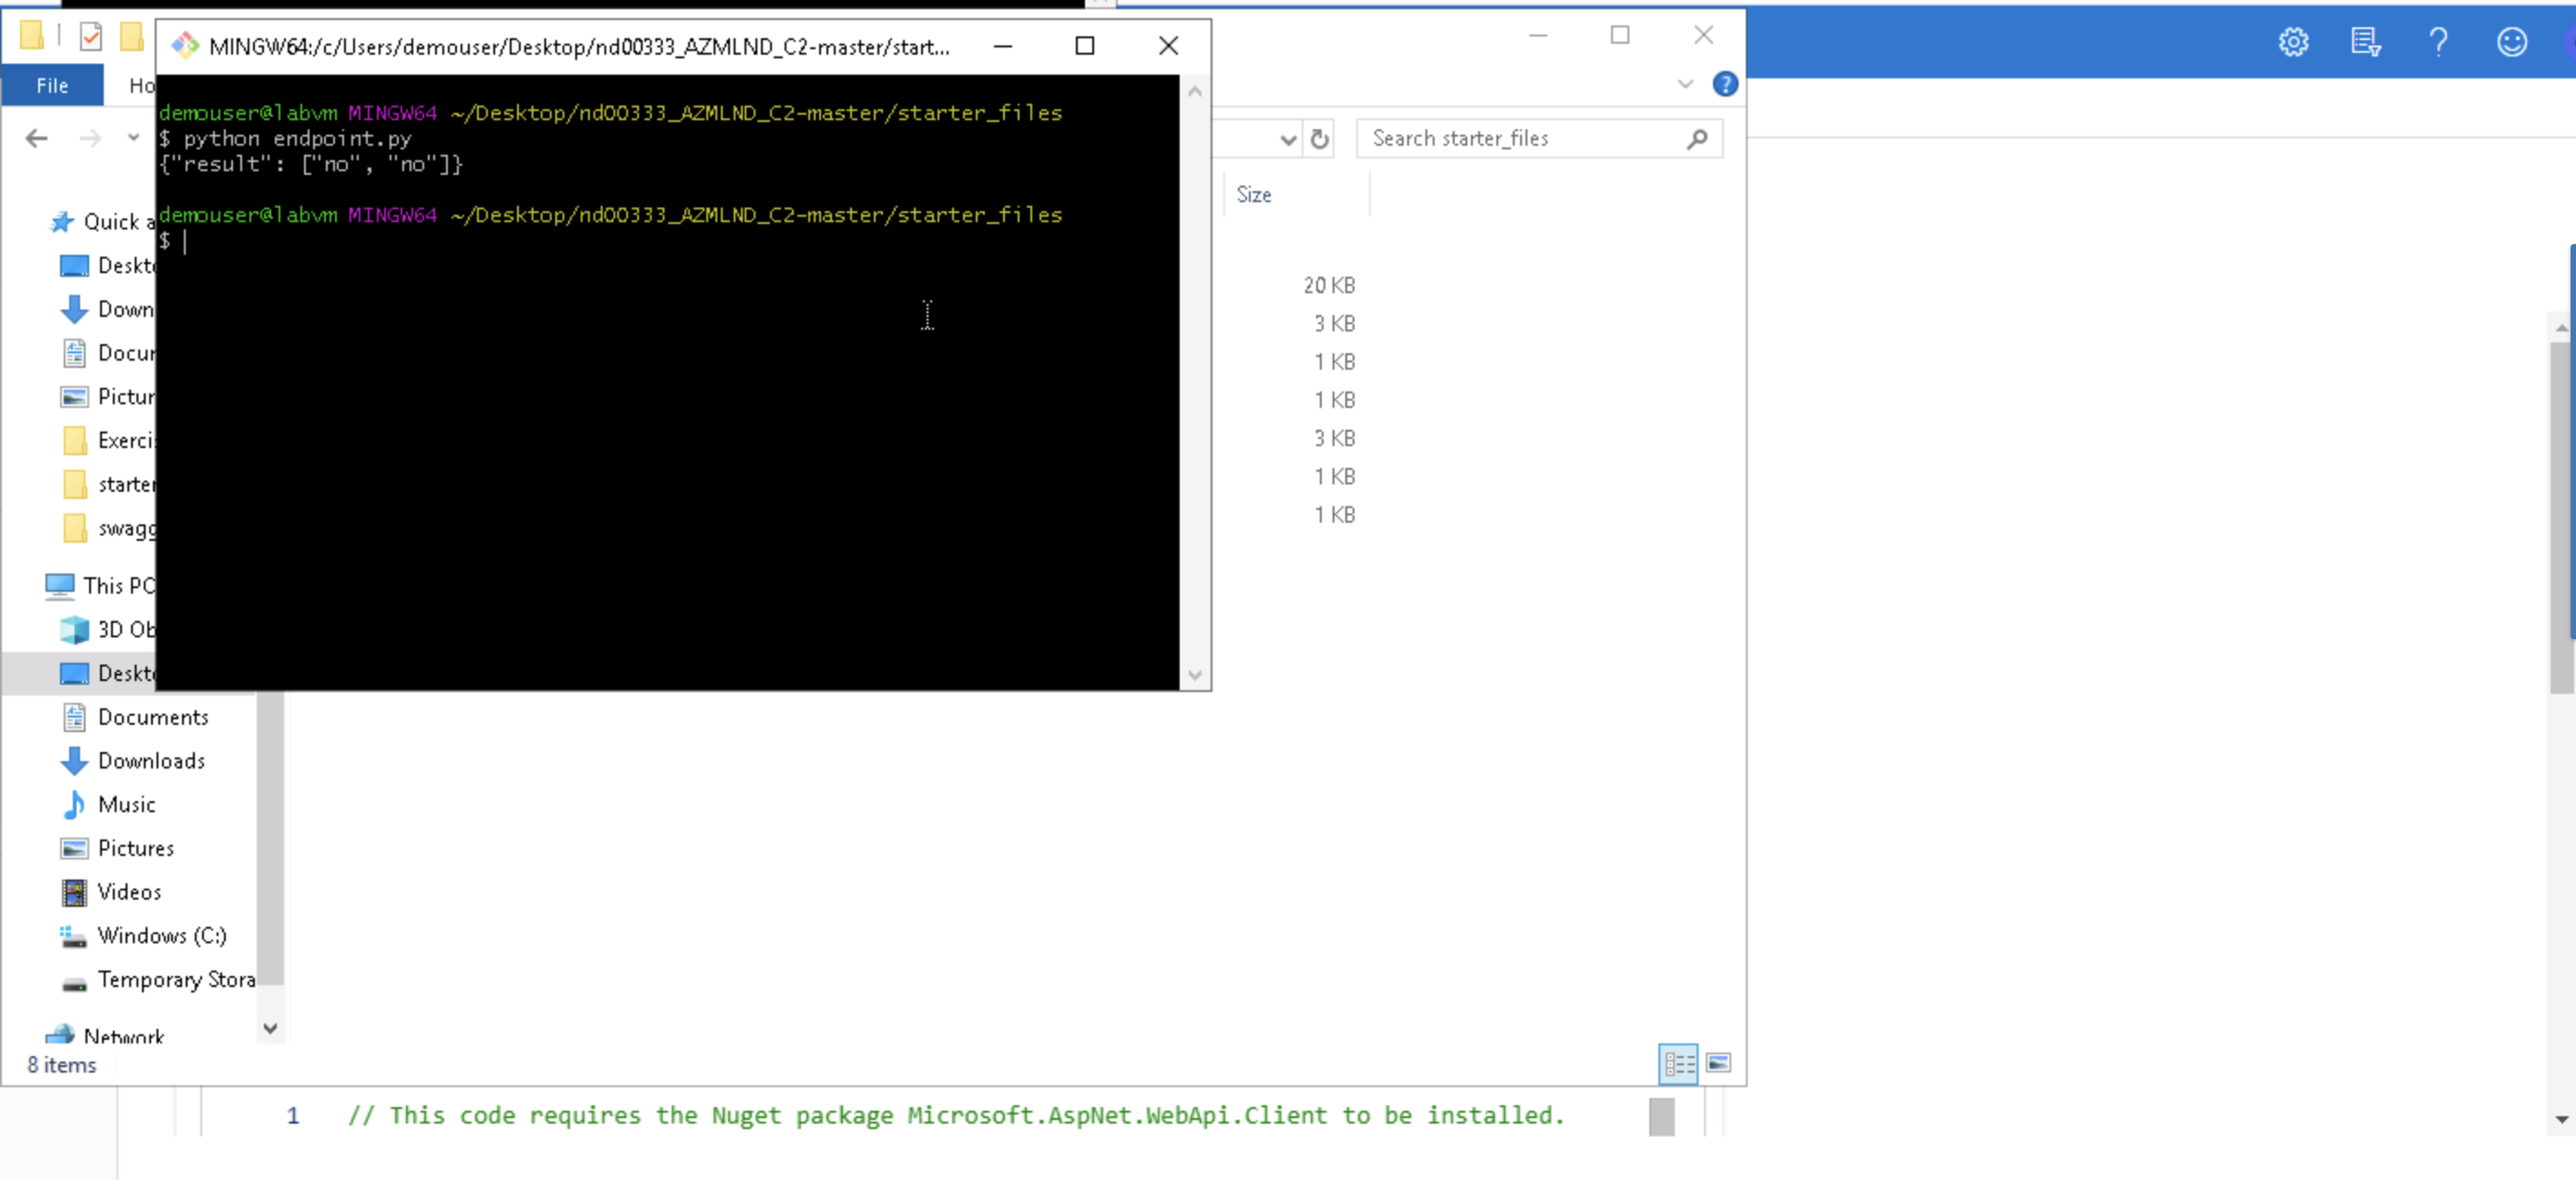 MINGW64:/c/Users/demouser/Desktop/nd00333_AZMLND_C2-master/start...
File
Ho
demouser@labvm MINGW64 ~/Desktop/nd00333_AZMLND_C2-master/starter_files
$ python endpoint.py
{"result": ["no", "no"]}
demouser@labvm MINGW64 ~/Desktop/nd00333_AZMLND_C2-master/starter_files
$
Search starter_files
Size
20 KB
3 KB
1 KB
1 KB
3 KB
1 KB
1 KB
Quick a
Deskto
Down
Docur
Pictur
Exerci
starter
swagg
This PC
3D Ob
Deskto
Documents
Downloads
Music
Pictures
Videos
Windows (C:)
Temporary Stora
Network
8 items
1 // This code requires the Nuget package Microsoft.AspNet.WebApi.Client to be installed.